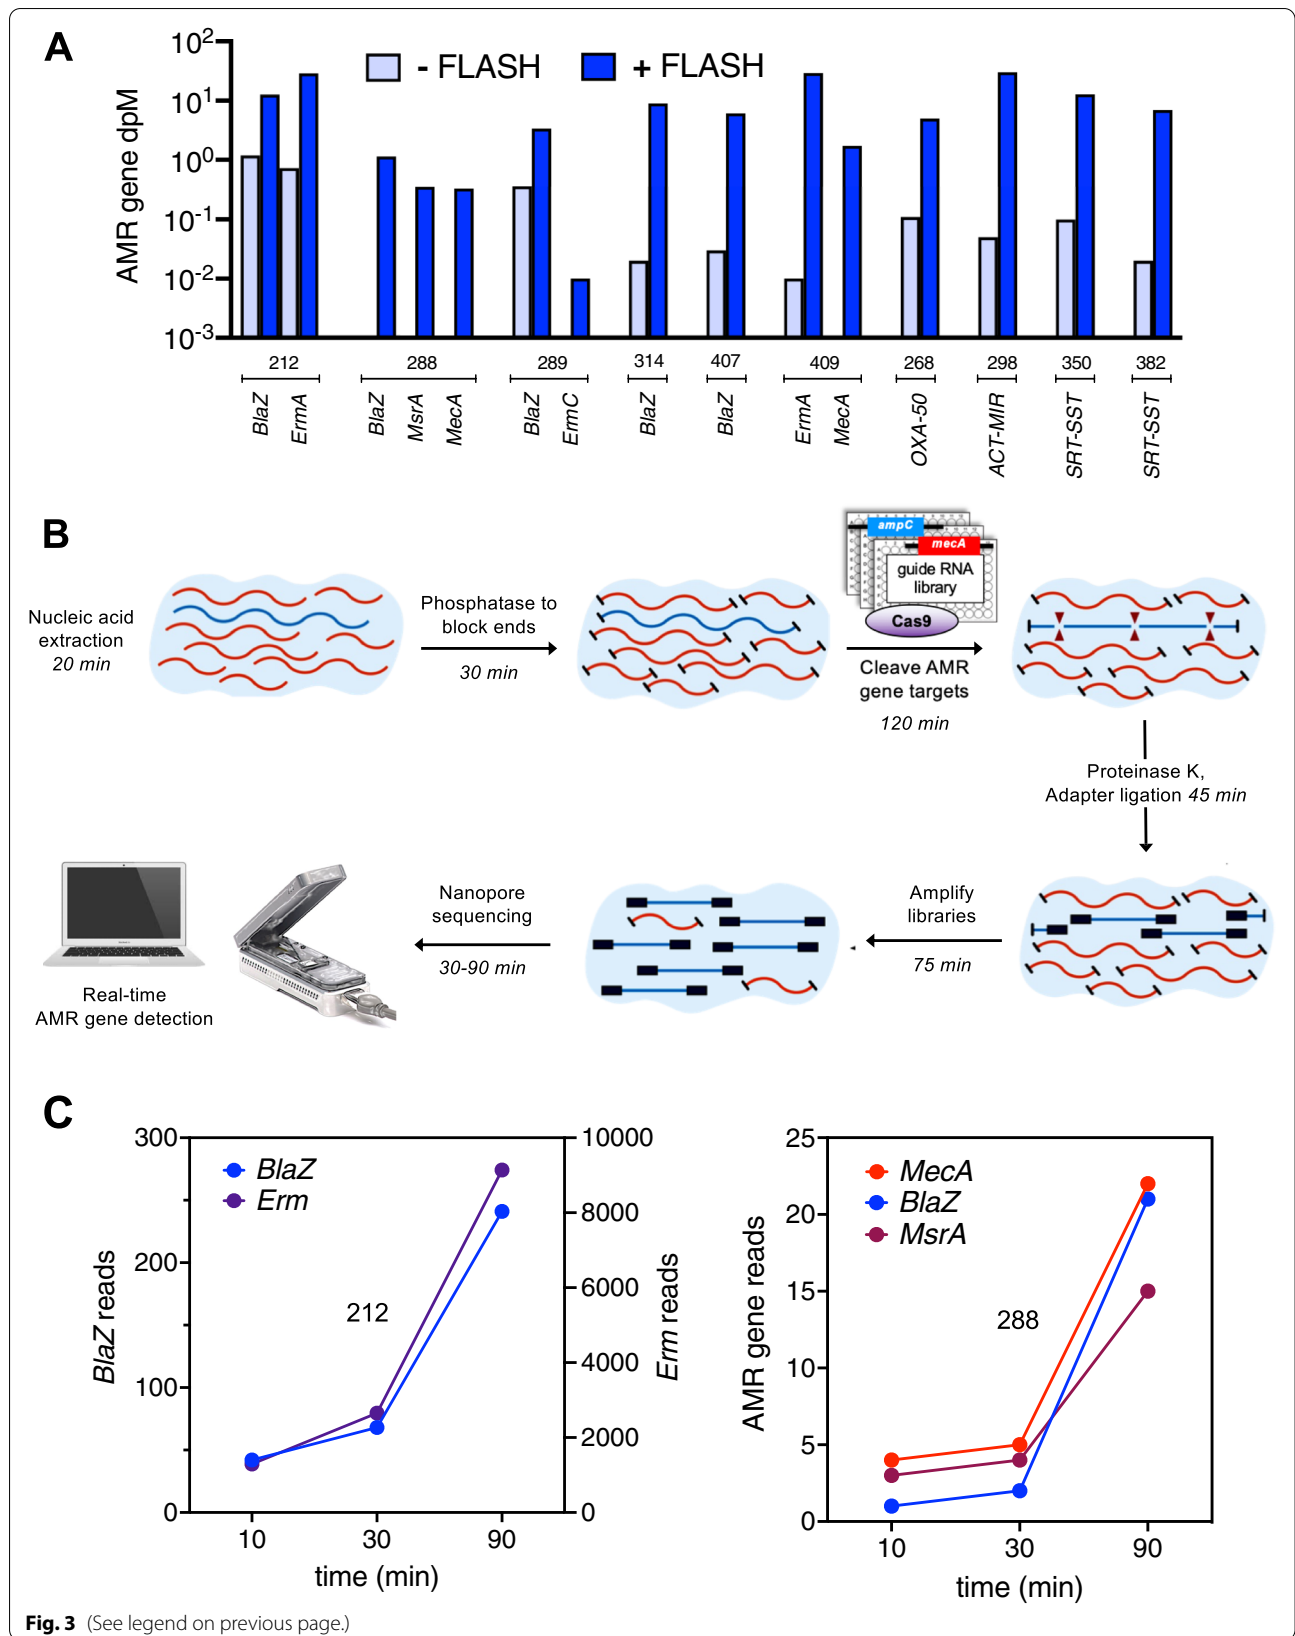 A
10²
10¹
10⁰
10⁻¹
10⁻²
10⁻³
AMR gene dpM
- FLASH
+ FLASH
212
288
289
314
407
409
268
298
350
382
BlaZ
ErmA
BlaZ
MsrA
MecA
BlaZ
ErmC
BlaZ
BlaZ
ErmA
MecA
OXA-50
ACT-MIR
SRT-SST
SRT-SST
B
Nucleic acid
extraction
20 min
Phosphatase to
block ends
30 min
ampC
mecA
guide RNA
library
Cas9
Cleave AMR
gene targets
120 min
Proteinase K,
Adapter ligation 45 min
Amplify
libraries
75 min
Nanopore
sequencing
30-90 min
Real-time
AMR gene detection
C
300
200
100
0
BlaZ reads
BlaZ
Erm
212
10000
8000
6000
4000
2000
0
Erm reads
10
30
90
time (min)
25
20
15
10
5
0
AMR gene reads
MecA
BlaZ
MsrA
288
10
30
90
time (min)
Fig. 3 (See legend on previous page.)